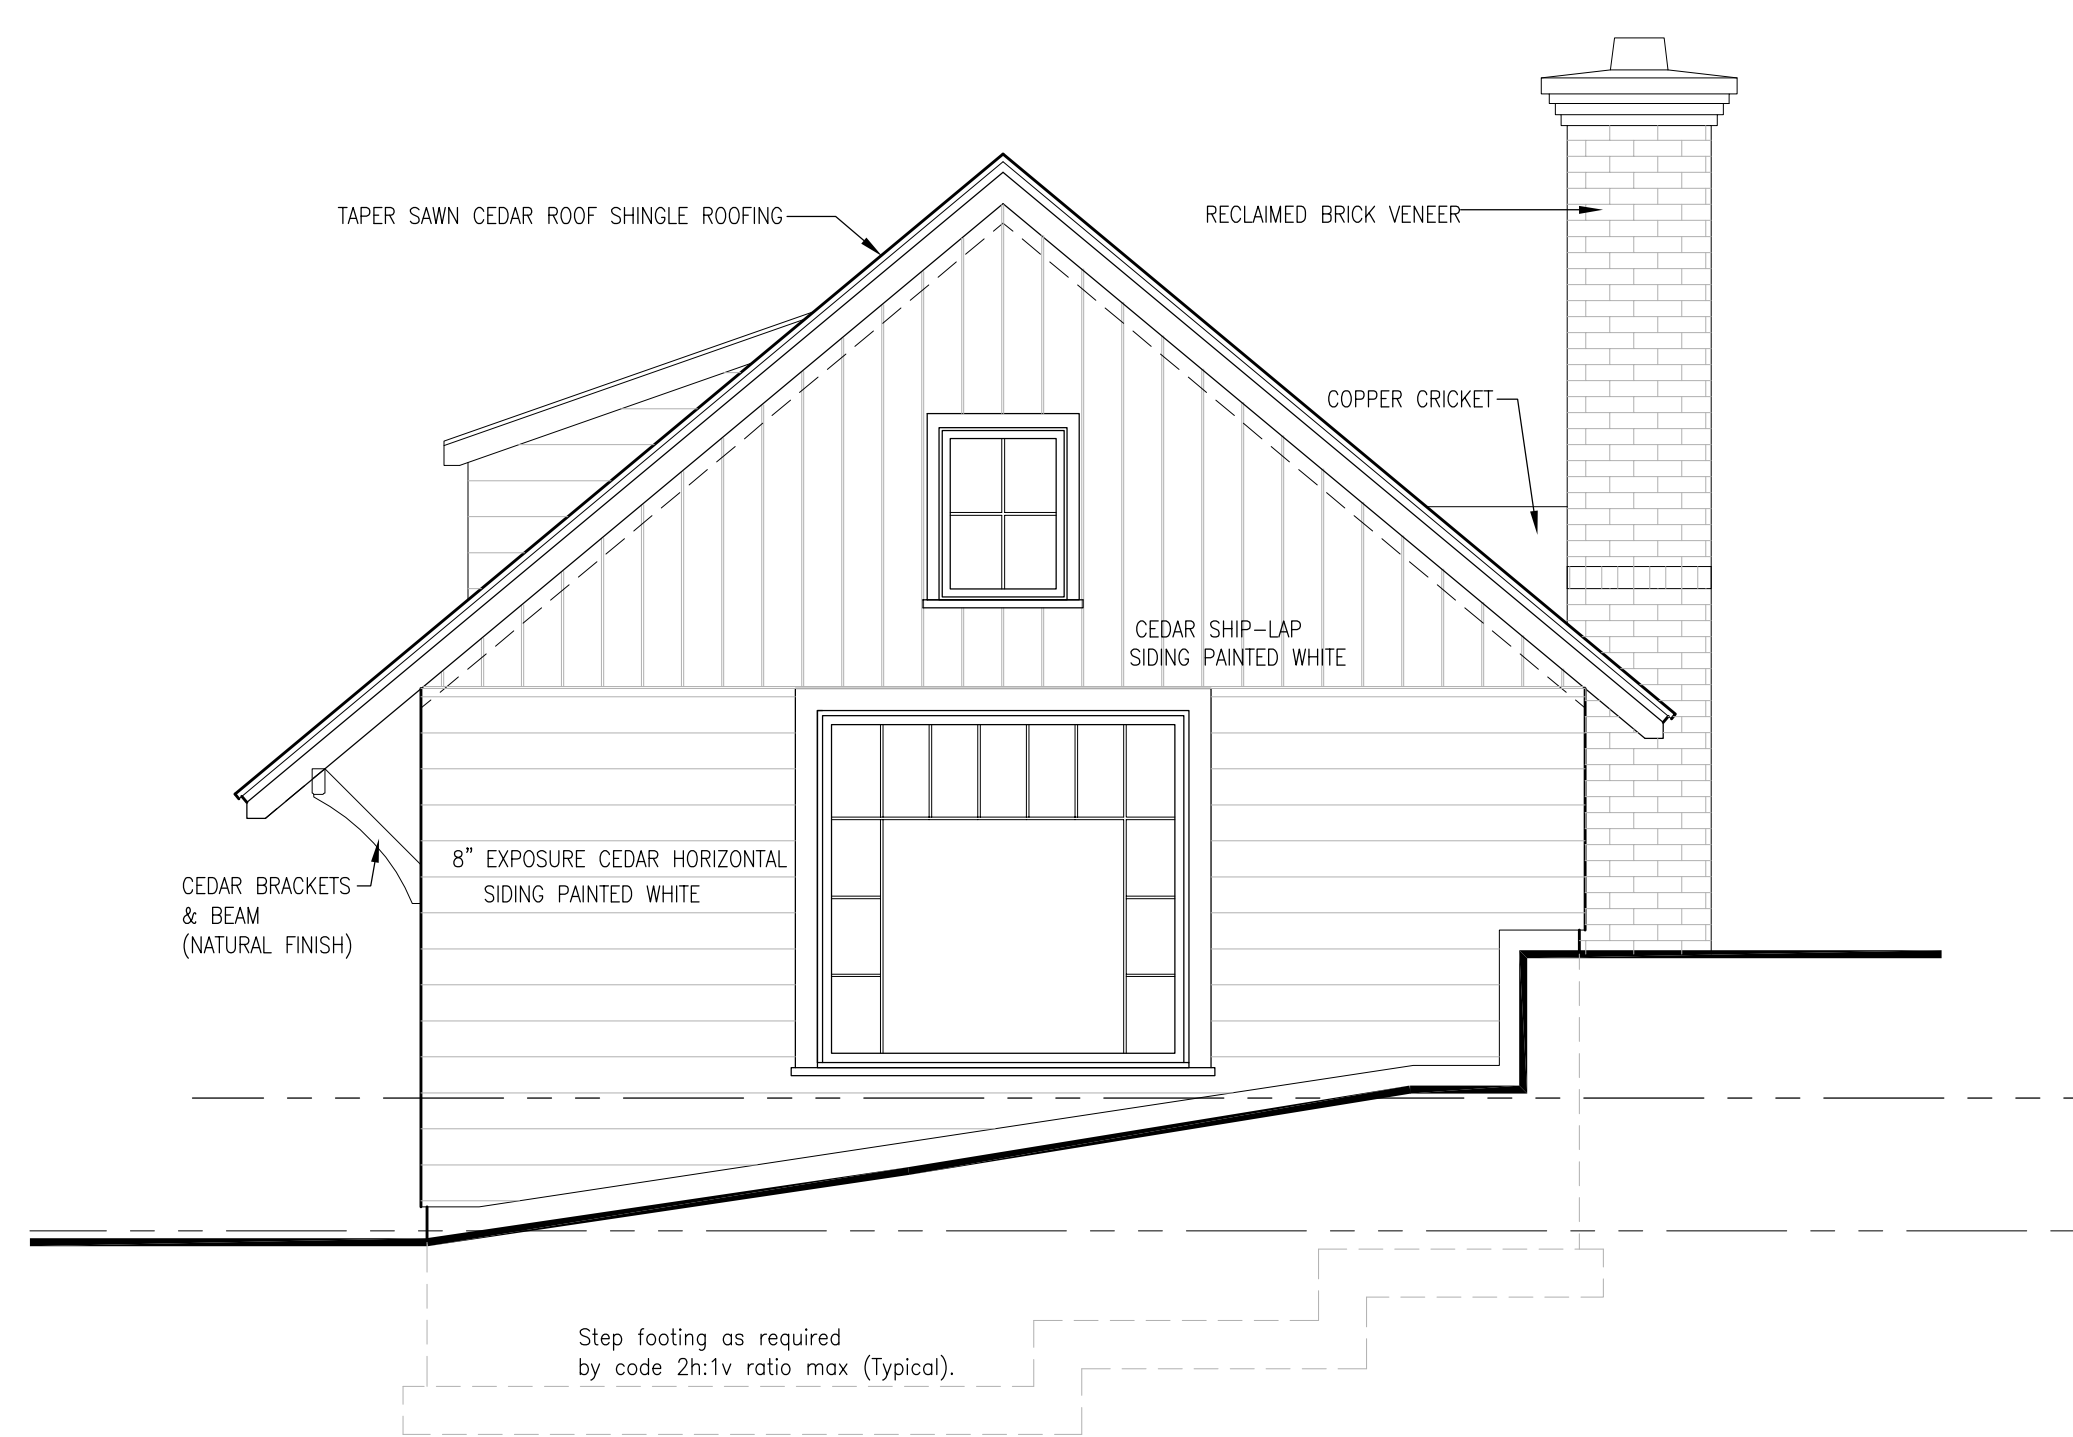 TAPER SAWN CEDAR ROOF SHINGLE ROOFING
RECLAIMED BRICK VENEER
COPPER CRICKET
CEDAR SHIP-LAP
SIDING PAINTED WHITE
8" EXPOSURE CEDAR HORIZONTAL
SIDING PAINTED WHITE
CEDAR BRACKETS
& BEAM
(NATURAL FINISH)
Step footing as required
by code 2h:1v ratio max (Typical).